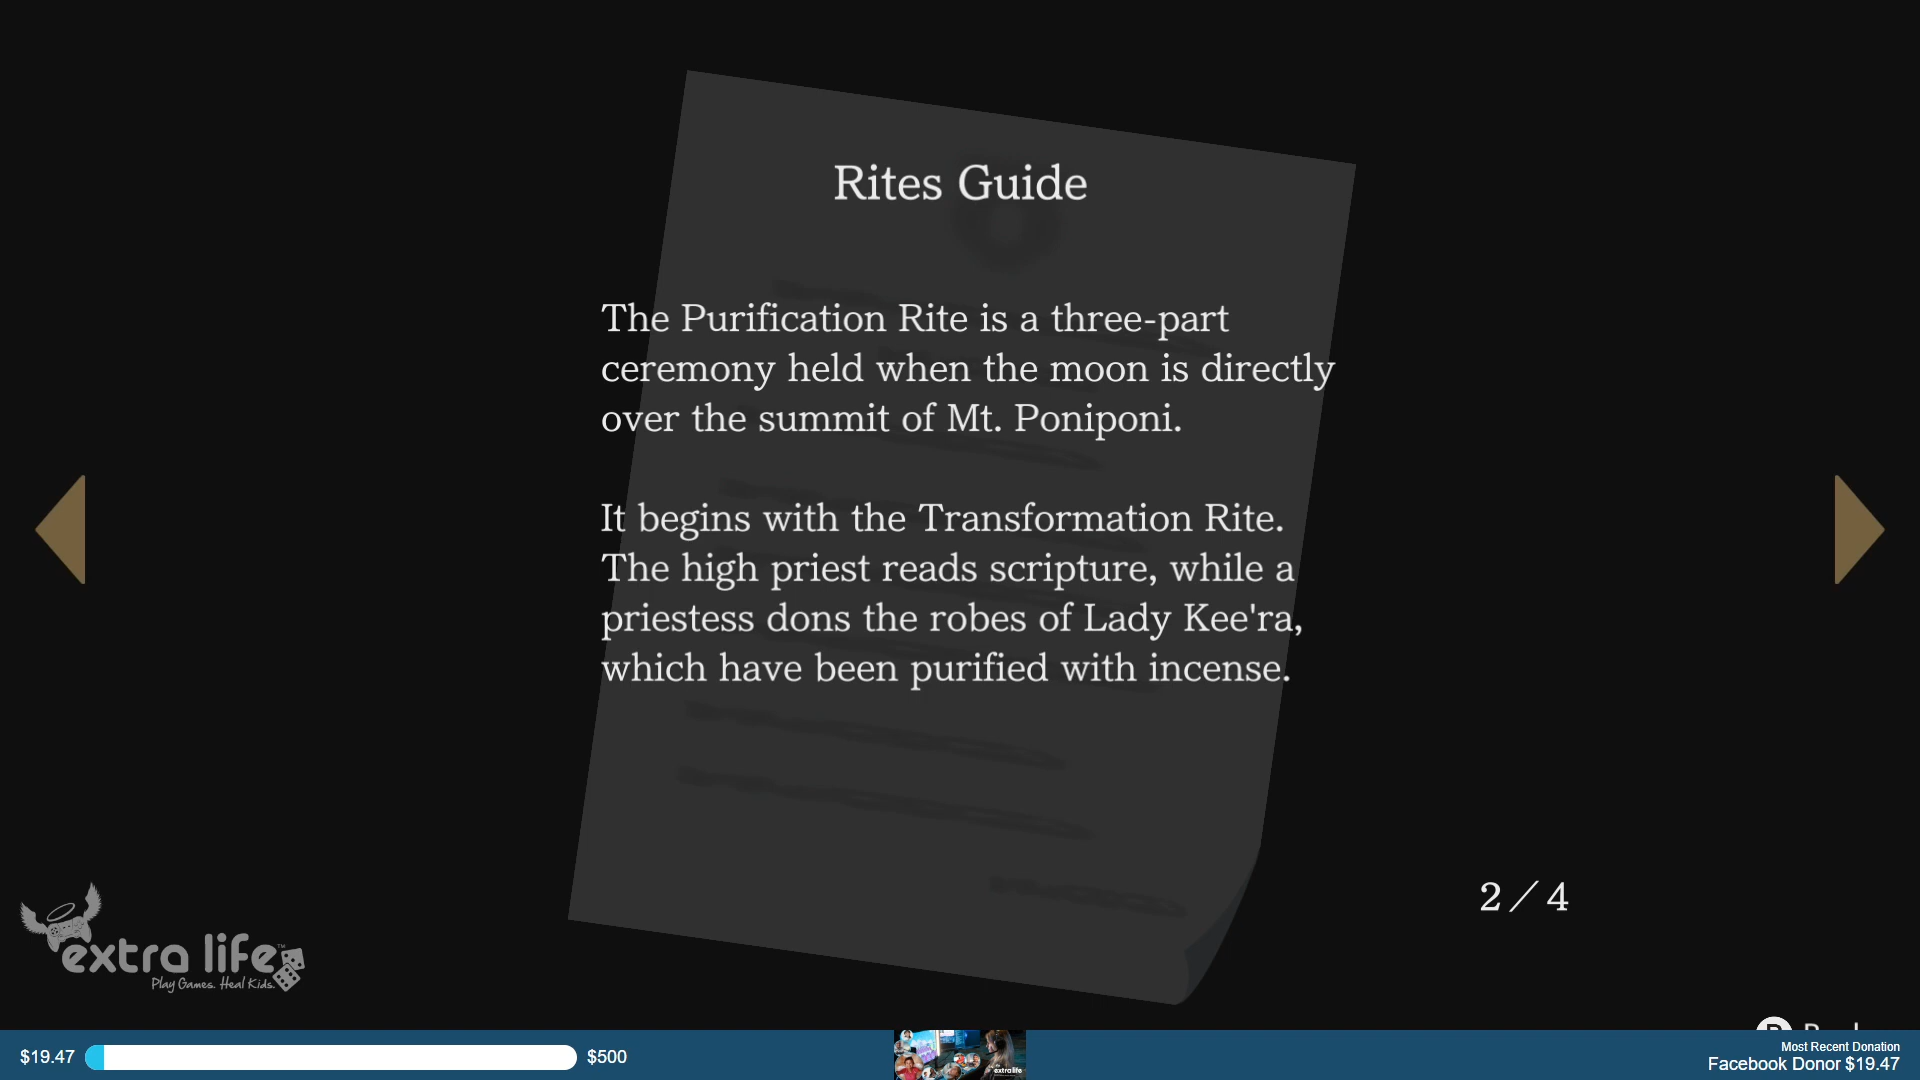 Rites Guide
The Purification Rite is a three-part
ceremony held when the moon is directly
over the summit of Mt. Poniponi.
It begins with the Transformation Rite.
The high priest reads scripture, while a
priestess dons the robes of Lady Kee'ra,
which have been purified with incense.
2/4
extra life™
Play Games. Heal Kids.
$19.47
$500
extralife
Most Recent Donation
Facebook Donor $19.47